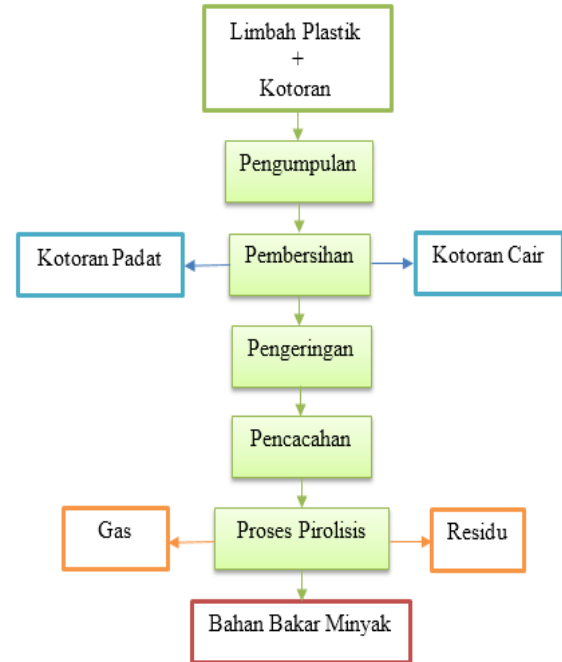 Limbah Plastik
+
Kotoran
Pengumpulan
Kotoran Padat
Pembersihan
Kotoran Cair
Pengeringan
Pencacahan
Gas
Proses Pirolisis
Residu
Bahan Bakar Minyak